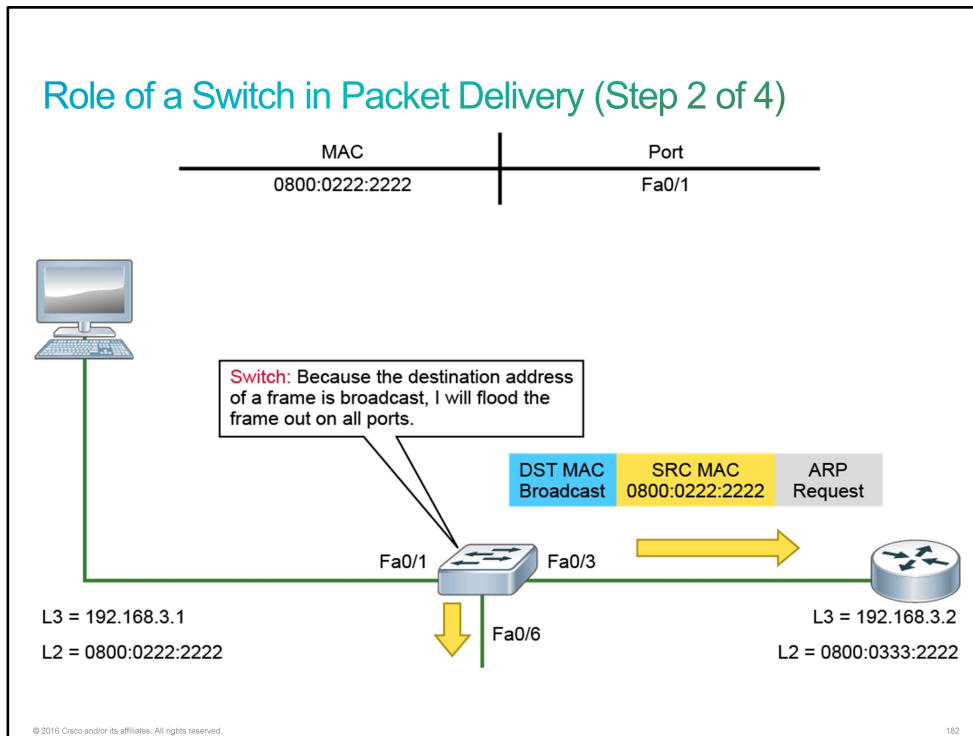 Role of a Switch in Packet Delivery (Step 2 of 4)
MAC Port
0800:0222:2222 Fa0/1
Switch: Because the destination address
of a frame is broadcast, I will flood the
frame out on all ports.
DST MAC SRC MAC ARP
Broadcast 0800:0222:2222 Request
Fa0/1 Fa0/3
Fa0/6
L3 = 192.168.3.1
L2 = 0800:0222:2222
L3 = 192.168.3.2
L2 = 0800:0333:2222
© 2016 Cisco and/or its affiliates. All rights reserved.
182